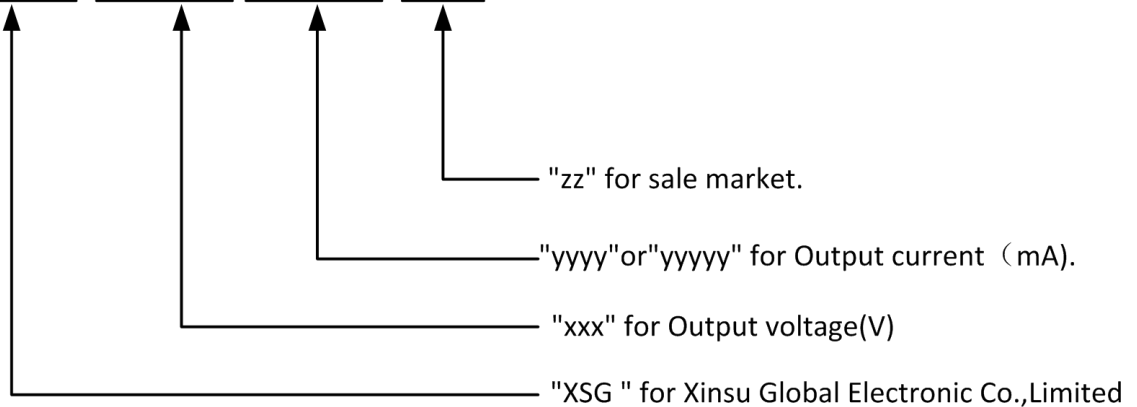 "zz" for sale market.
"yyyy"or"yyyyy" for Output current（mA).
"xxx" for Output voltage(V)
"XSG " for Xinsu Global Electronic Co.,Limited